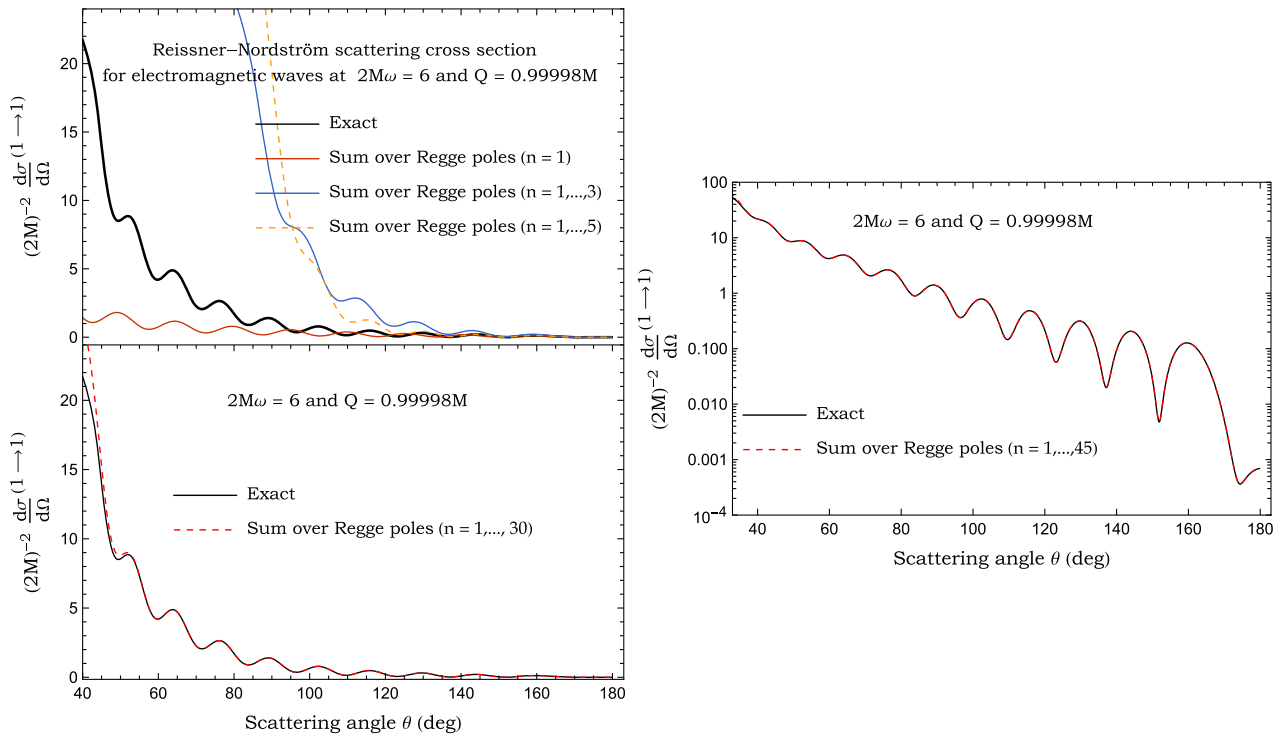 Reissner−Nordström scattering cross section
for electromagnetic waves at 2Mω = 6 and Q = 0.99998M
Exact
Sum over Regge poles (n = 1)
Sum over Regge poles (n = 1,...,3)
Sum over Regge poles (n = 1,...,5)
(2M)⁻² dσ/dΩ (1 ⟶ 1)
20
15
10
5
0
2Mω = 6 and Q = 0.99998M
Exact
Sum over Regge poles (n = 1,..., 30)
(2M)⁻² dσ/dΩ (1 ⟶ 1)
20
15
10
5
0
40 60 80 100 120 140 160 180
Scattering angle θ (deg)
2Mω = 6 and Q = 0.99998M
Exact
Sum over Regge poles (n = 1,...,45)
(2M)⁻² dσ/dΩ (1 ⟶ 1)
100
10
1
0.100
0.010
0.001
10⁻⁴
40 60 80 100 120 140 160 180
Scattering angle θ (deg)